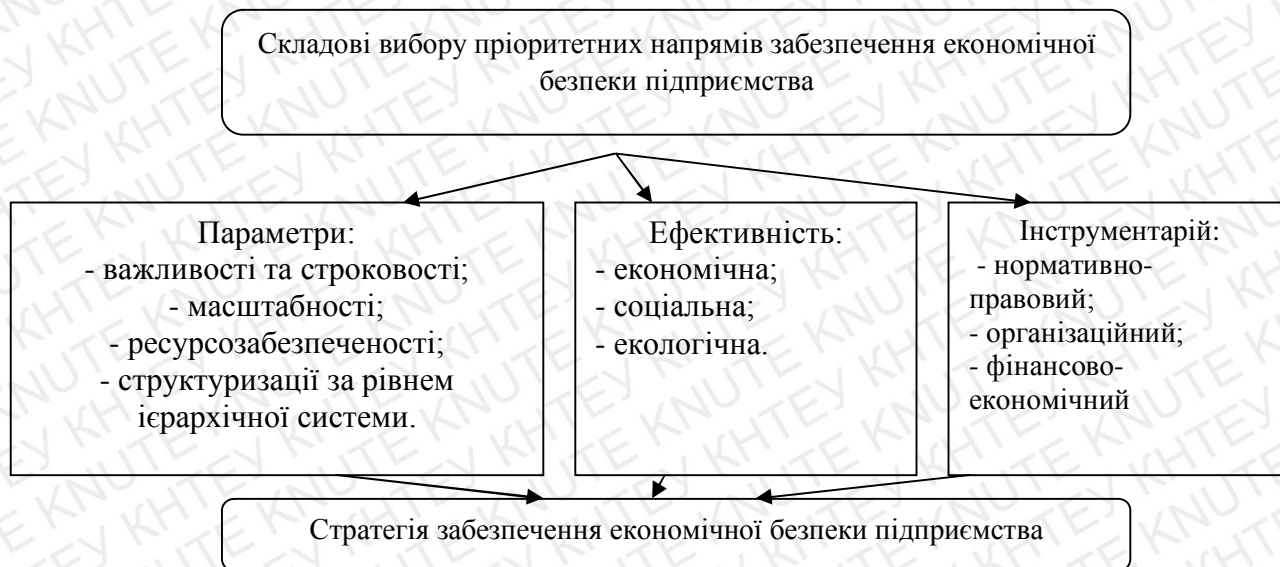 Складові вибору пріоритетних напрямів забезпечення економічної
безпеки підприємства
Параметри:
- важливості та строковості;
- масштабності;
- ресурсозабезпеченості;
- структуризації за рівнем
ієрархічної системи.
Ефективність:
- економічна;
- соціальна;
- екологічна.
Інструментарій:
- нормативно-
правовий;
- організаційний;
- фінансово-
економічний
Стратегія забезпечення економічної безпеки підприємства